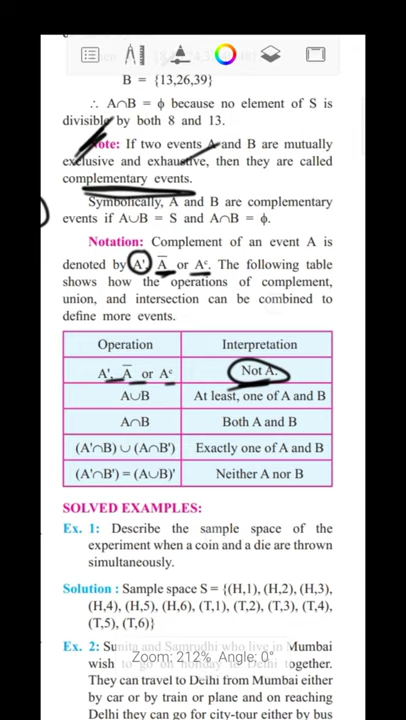 B = {13,26,39}
∴ A∩B = ϕ because no element of S is
divisible by both 8 and 13.
Note: If two events A and B are mutually
exclusive and exhaustive, then they are called
complementary events.
Symbolically, A and B are complementary
events if A∪B = S and A∩B = ϕ.
Notation: Complement of an event A is
denoted by A', A̅ or Aᶜ. The following table
shows how the operations of complement,
union, and intersection can be combined to
define more events.
Operation Interpretation
A', A̅ or Aᶜ Not A.
A∪B At least, one of A and B
A∩B Both A and B
(A'∩B) ∪ (A∩B') Exactly one of A and B
(A'∩B') = (A∪B)' Neither A nor B
SOLVED EXAMPLES:
Ex. 1: Describe the sample space of the
experiment when a coin and a die are thrown
simultaneously.
Solution : Sample space S = {(H,1), (H,2), (H,3),
(H,4), (H,5), (H,6), (T,1), (T,2), (T,3), (T,4),
(T,5), (T,6)}
Ex. 2: Sunita and Samrudhi who live in Mumbai
wish to go on holiday to Delhi together.
Zoom: 212% Angle: 0°
They can travel to Delhi from Mumbai either
by car or by train or plane and on reaching
Delhi they can go for city-tour either by bus